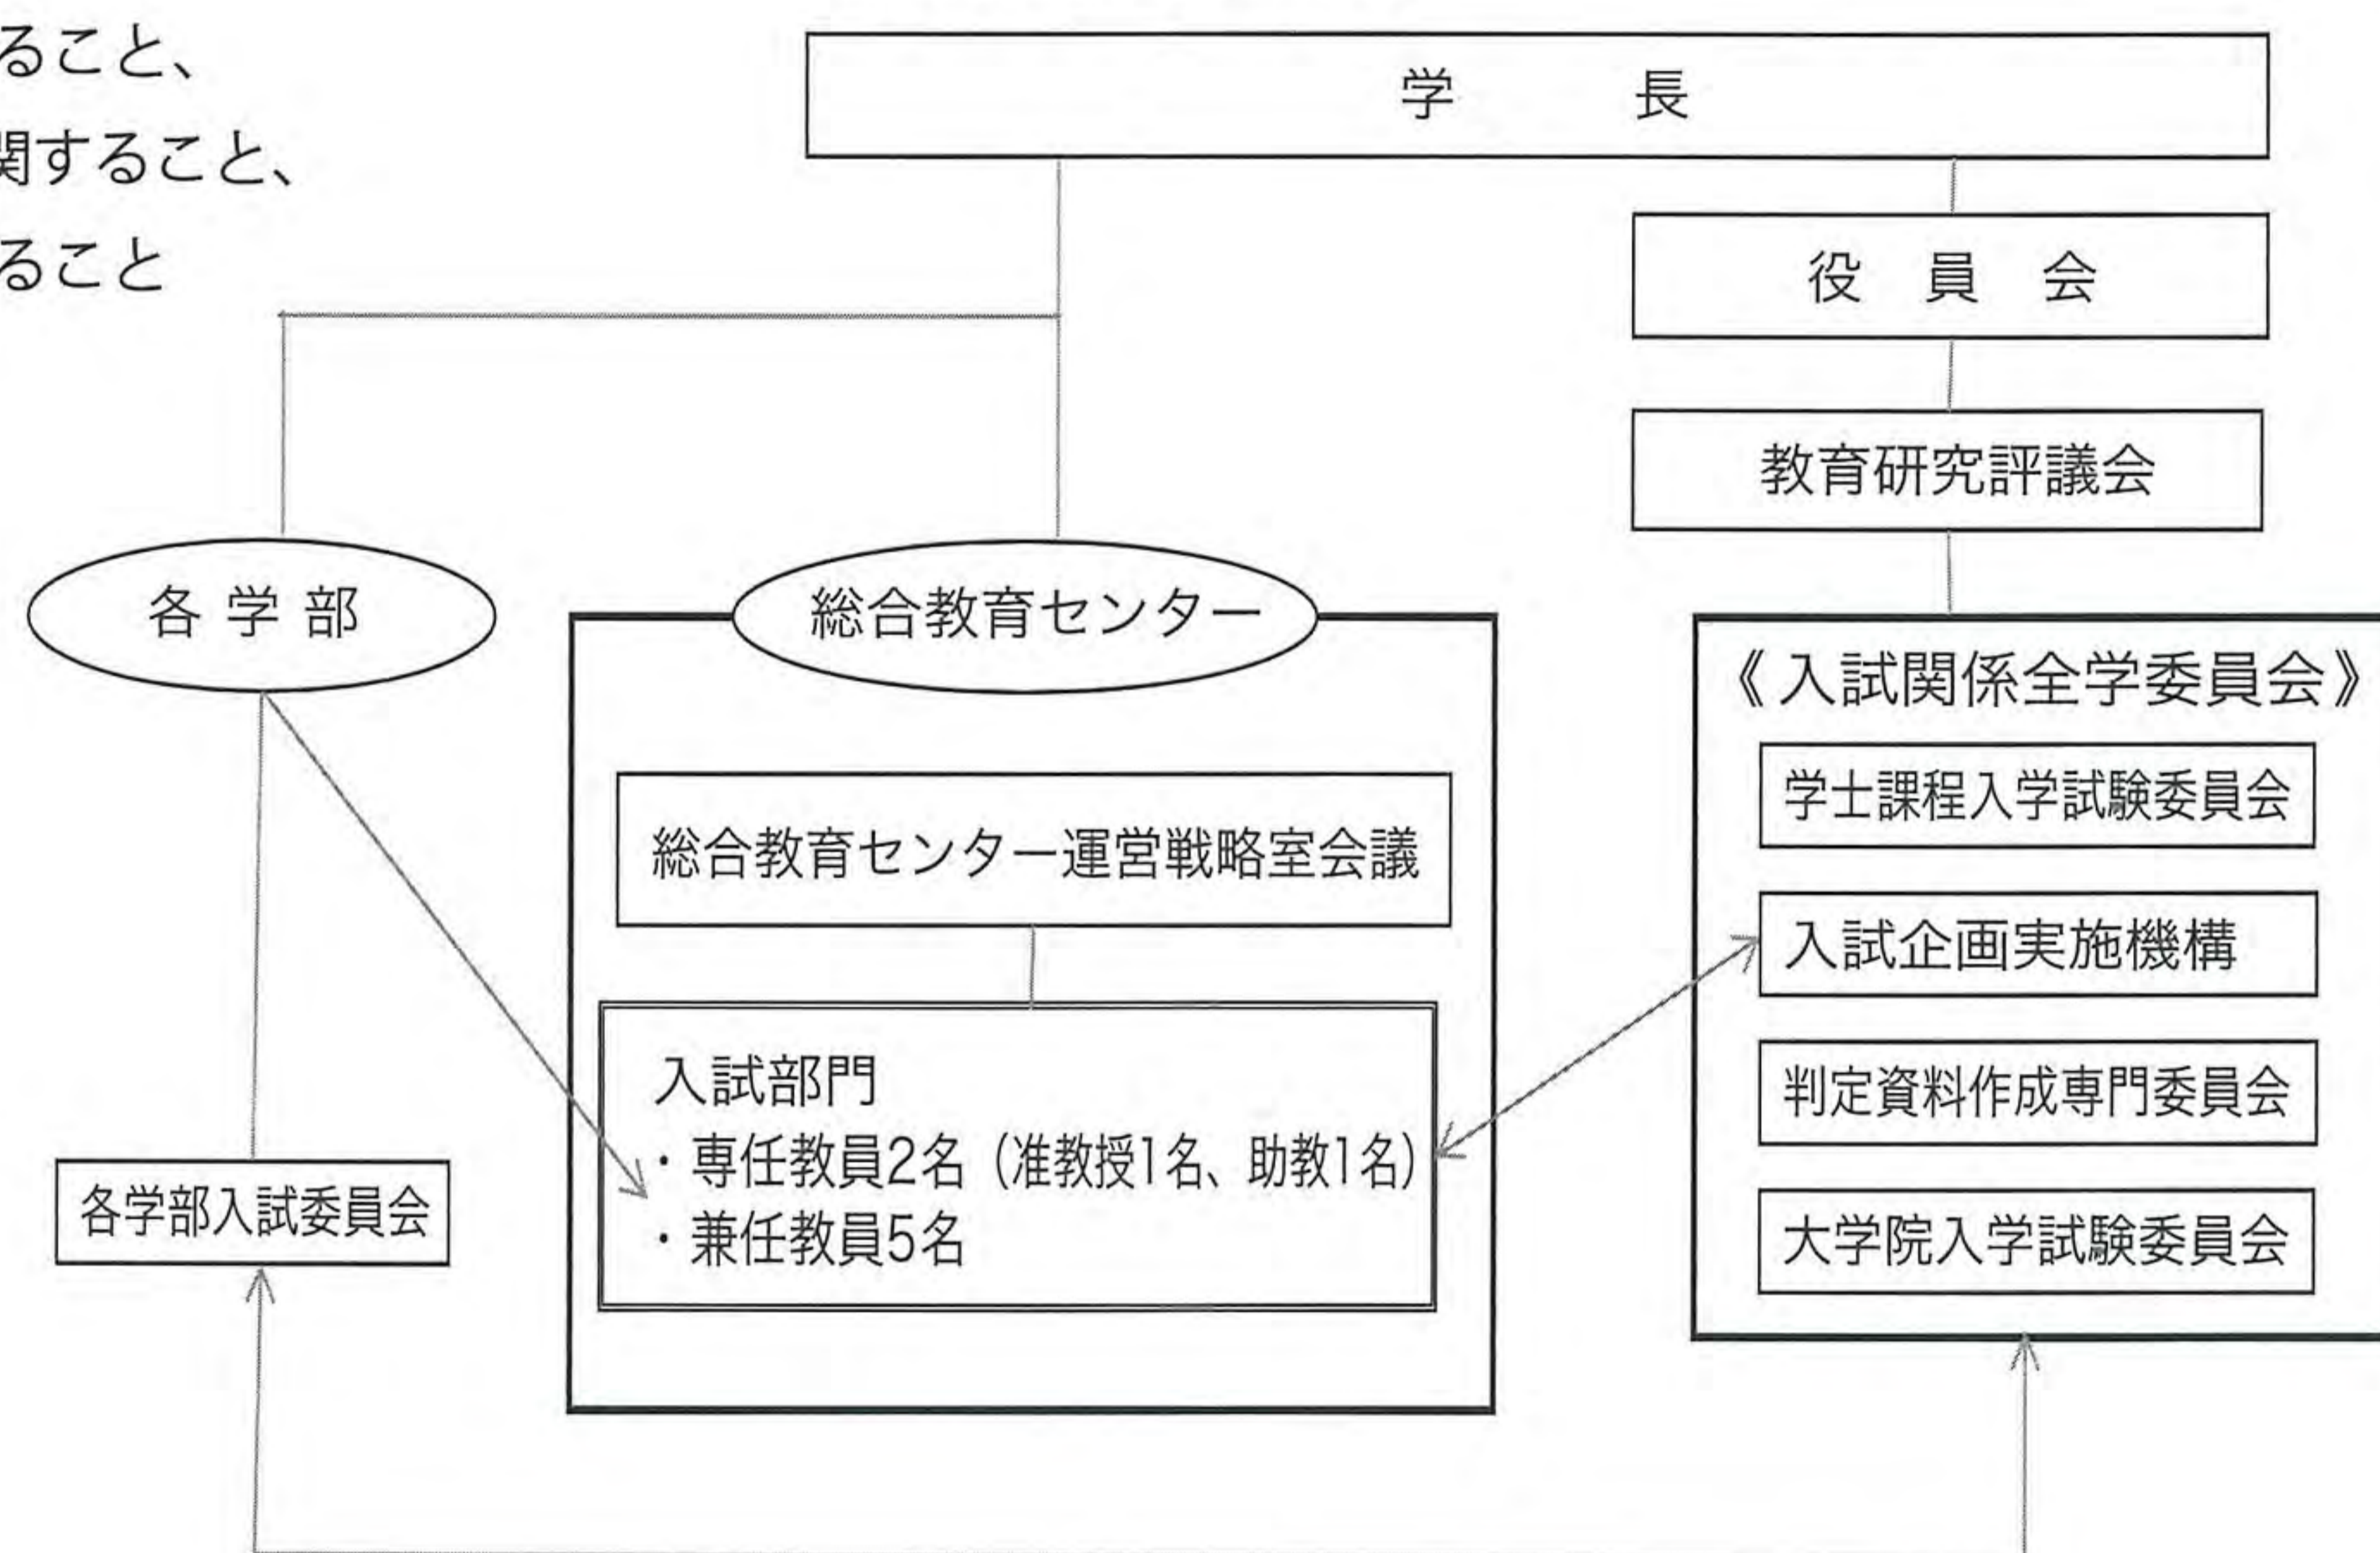 ること、
関すること、
ること
学長
役員会
教育研究評議会
各学部
総合教育センター
《入試関係全学委員会》
学士課程入学試験委員会
総合教育センター運営戦略室会議
入試企画実施機構
入試部門
・専任教員2名（准教授1名、助教1名）
・兼任教員5名
判定資料作成専門委員会
各学部入試委員会
大学院入学試験委員会